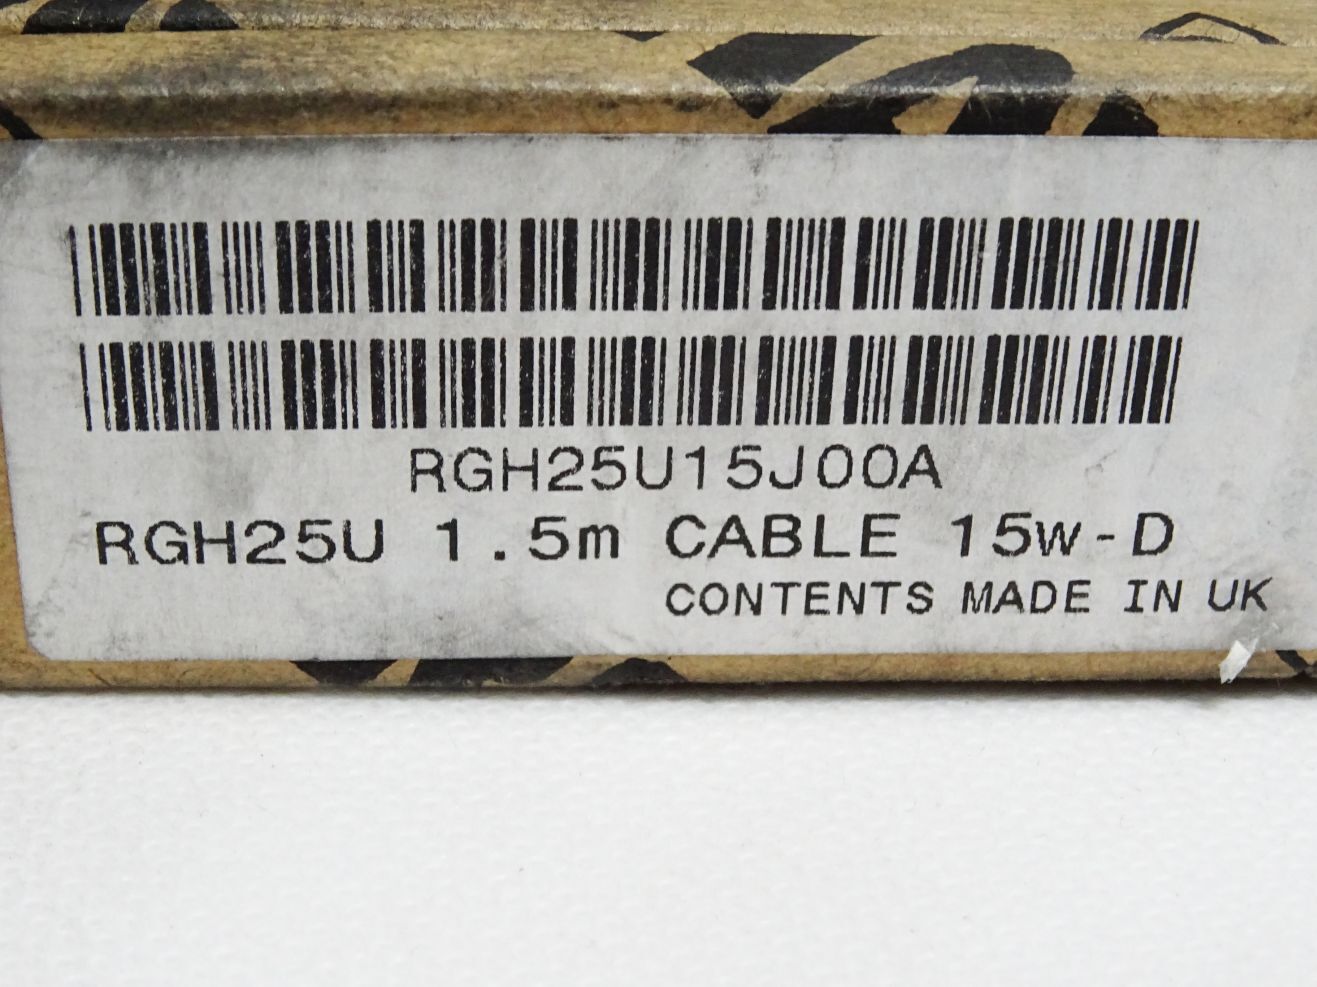 RGH25U15J00A
RGH25U 1.5m CABLE 15w-D
CONTENTS MADE IN UK